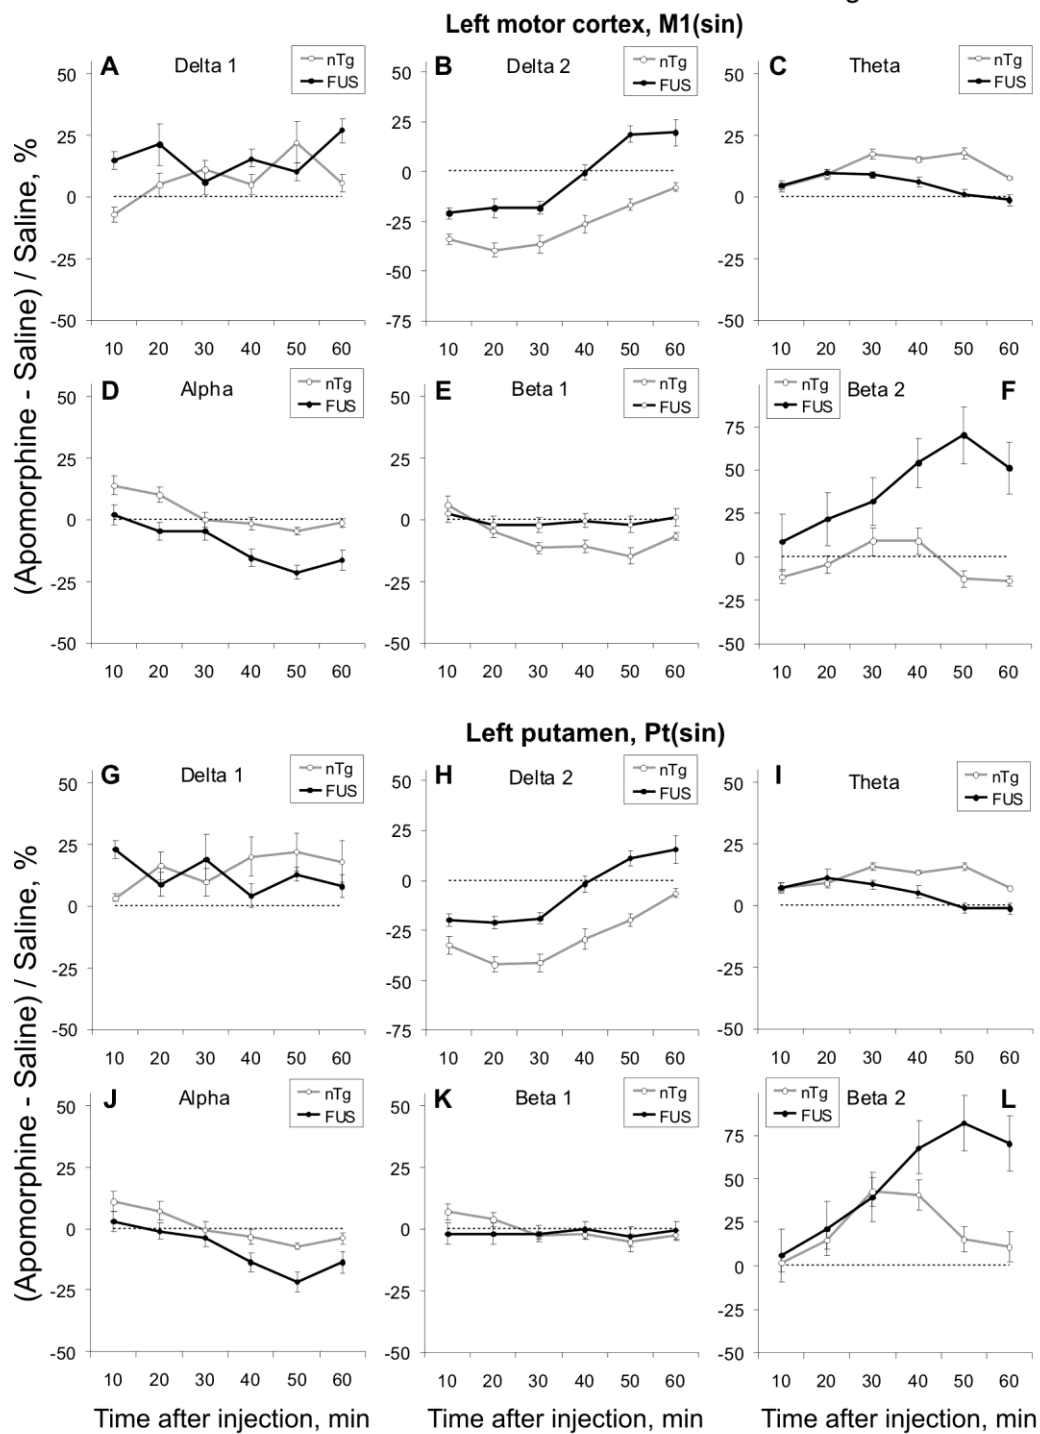 Left motor cortex, M1(sin)
(Apomorphine - Saline) / Saline, %
A Delta 1
nTg
FUS
50
25
0
-25
-50
10 20 30 40 50 60
B Delta 2
nTg
FUS
50
25
0
-25
-50
-75
10 20 30 40 50 60
C Theta
nTg
FUS
50
25
0
-25
-50
10 20 30 40 50 60
D Alpha
nTg
FUS
50
25
0
-25
-50
10 20 30 40 50 60
E Beta 1
nTg
FUS
50
25
0
-25
-50
10 20 30 40 50 60
nTg
FUS
Beta 2 F
75
50
25
0
-25
-50
10 20 30 40 50 60
Left putamen, Pt(sin)
(Apomorphine - Saline) / Saline, %
G Delta 1
nTg
FUS
50
25
0
-25
-50
10 20 30 40 50 60
H Delta 2
nTg
FUS
50
25
0
-25
-50
-75
10 20 30 40 50 60
I Theta
nTg
FUS
50
25
0
-25
-50
10 20 30 40 50 60
J Alpha
nTg
FUS
50
25
0
-25
-50
10 20 30 40 50 60
Time after injection, min
K Beta 1
nTg
FUS
50
25
0
-25
-50
10 20 30 40 50 60
nTg
FUS
Beta 2 L
75
50
25
0
-25
-50
10 20 30 40 50 60
Time after injection, min